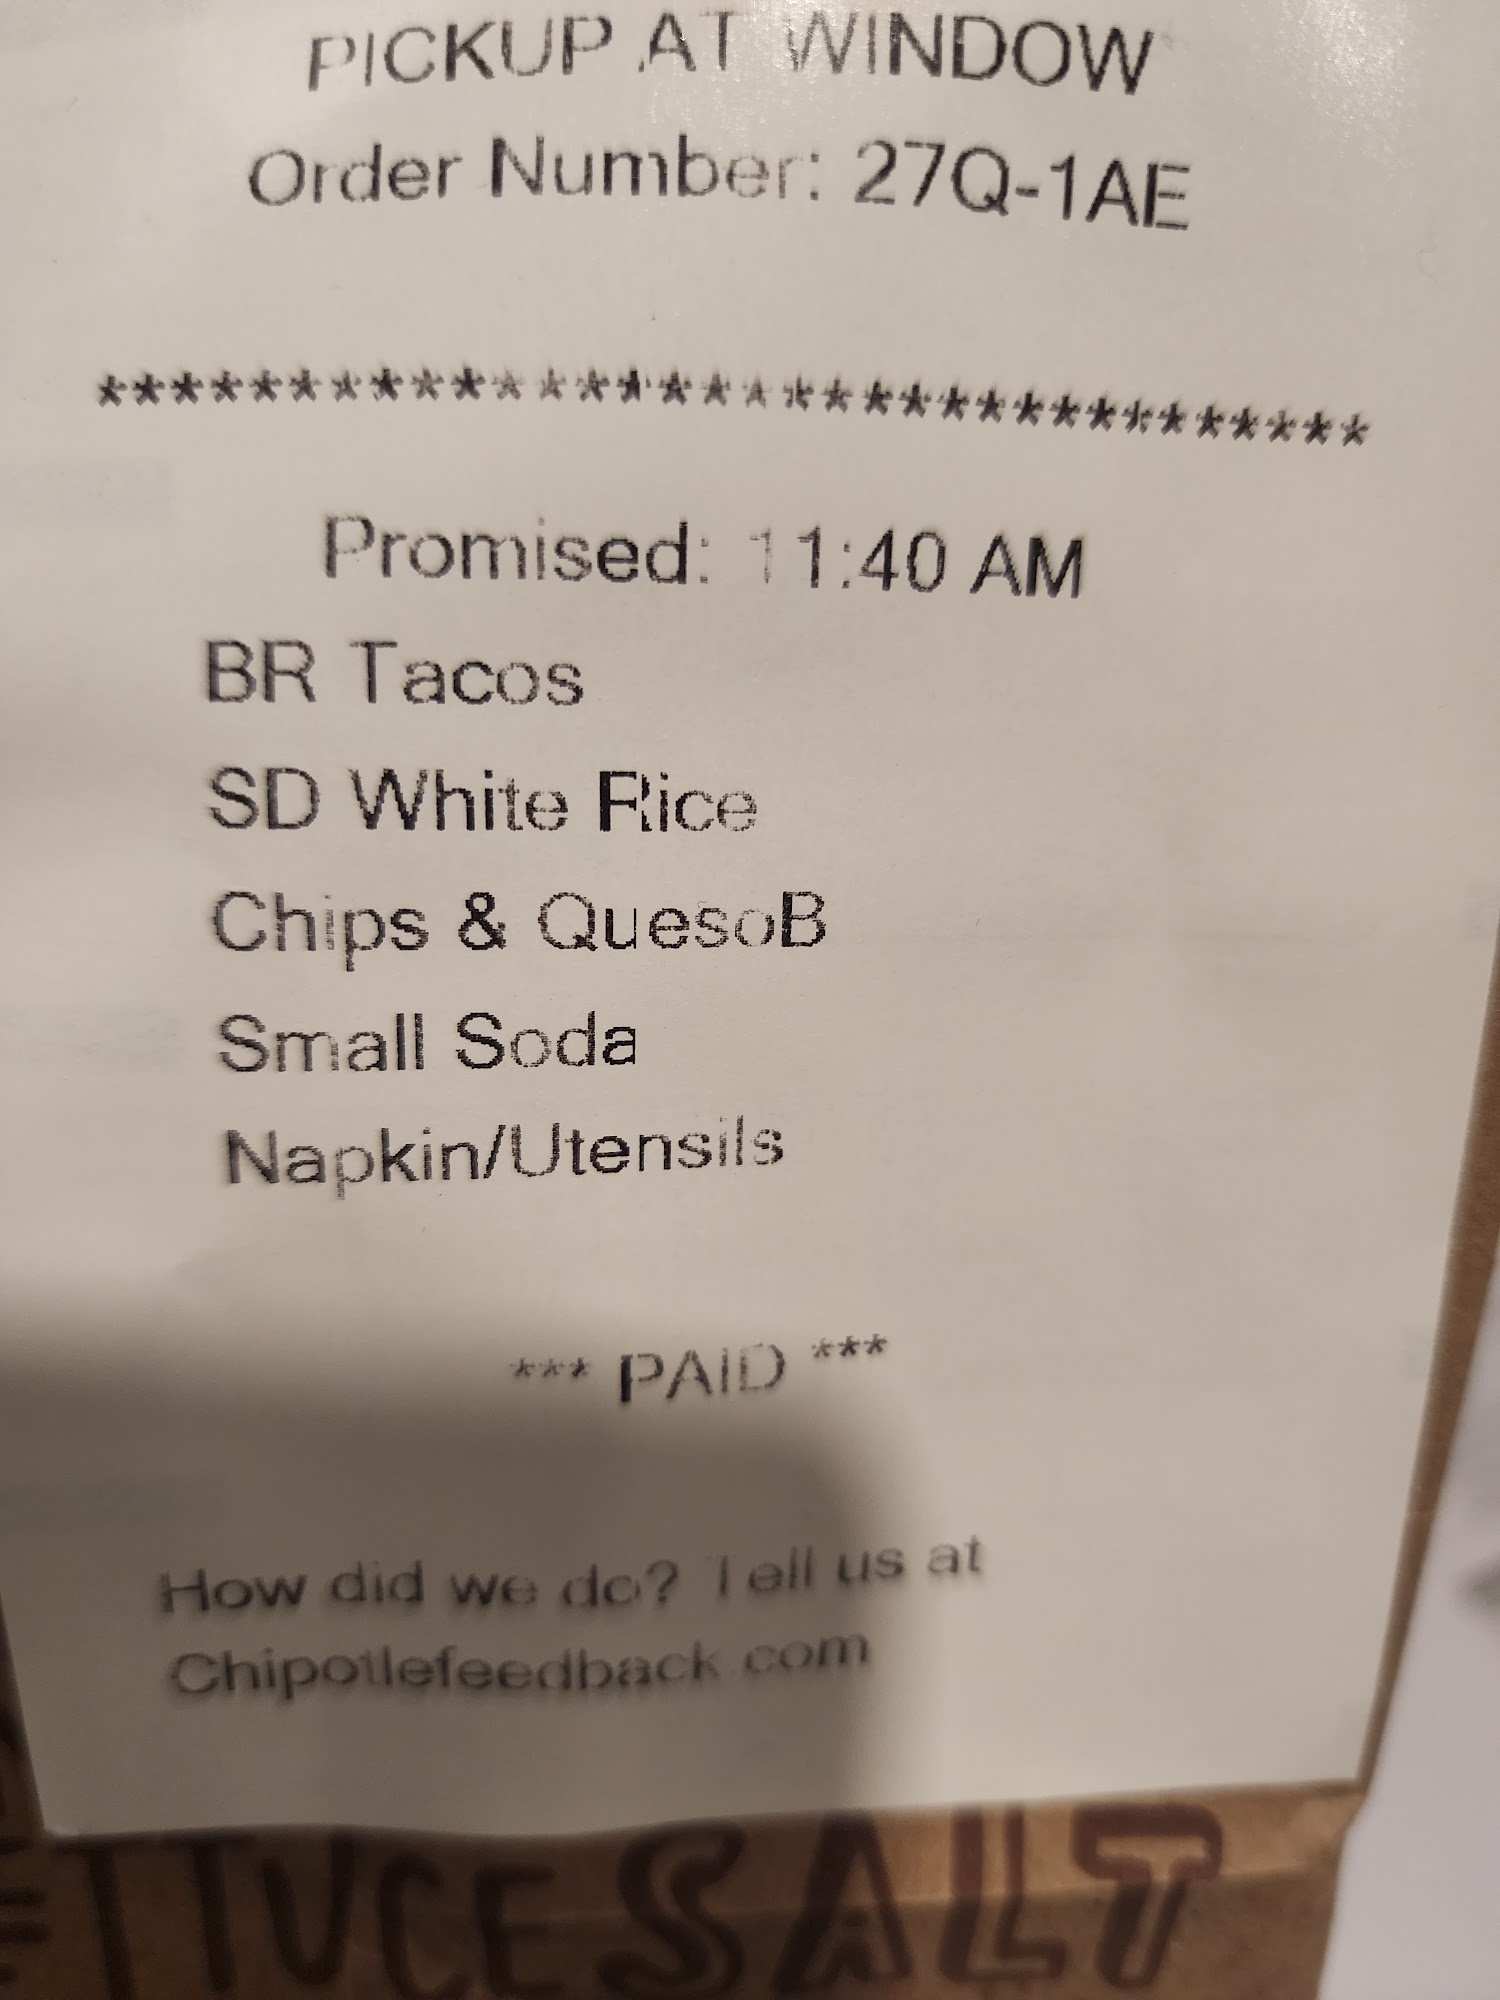 PICKUP AT WINDOW
Order Number: 27Q-1AE
*********************************
Promised: 11:40 AM
BR Tacos
SD White Rice
Chips & QuesoB
Small Soda
Napkin/Utensils
*** PAID ***
How did we do? Tell us at
Chipotlefeedback.com
ETTUCE SALT